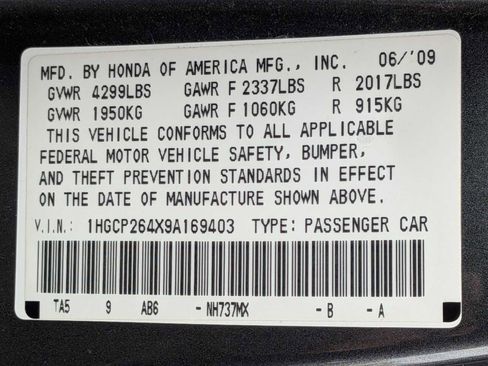 MFD. BY HONDA OF AMERICA MFG., INC. 06/'09
GVWR 4299LBS GAWR F 2337LBS R 2017LBS
GVWR 1950KG GAWR F 1060KG R 915KG
THIS VEHICLE CONFORMS TO ALL APPLICABLE
FEDERAL MOTOR VEHICLE SAFETY, BUMPER,
AND THEFT PREVENTION STANDARDS IN EFFECT
ON THE DATE OF MANUFACTURE SHOWN ABOVE.
V.I.N.: 1HGCP264X9A169403 TYPE: PASSENGER CAR
TA5 9 AB6 - NH737MX - B - A